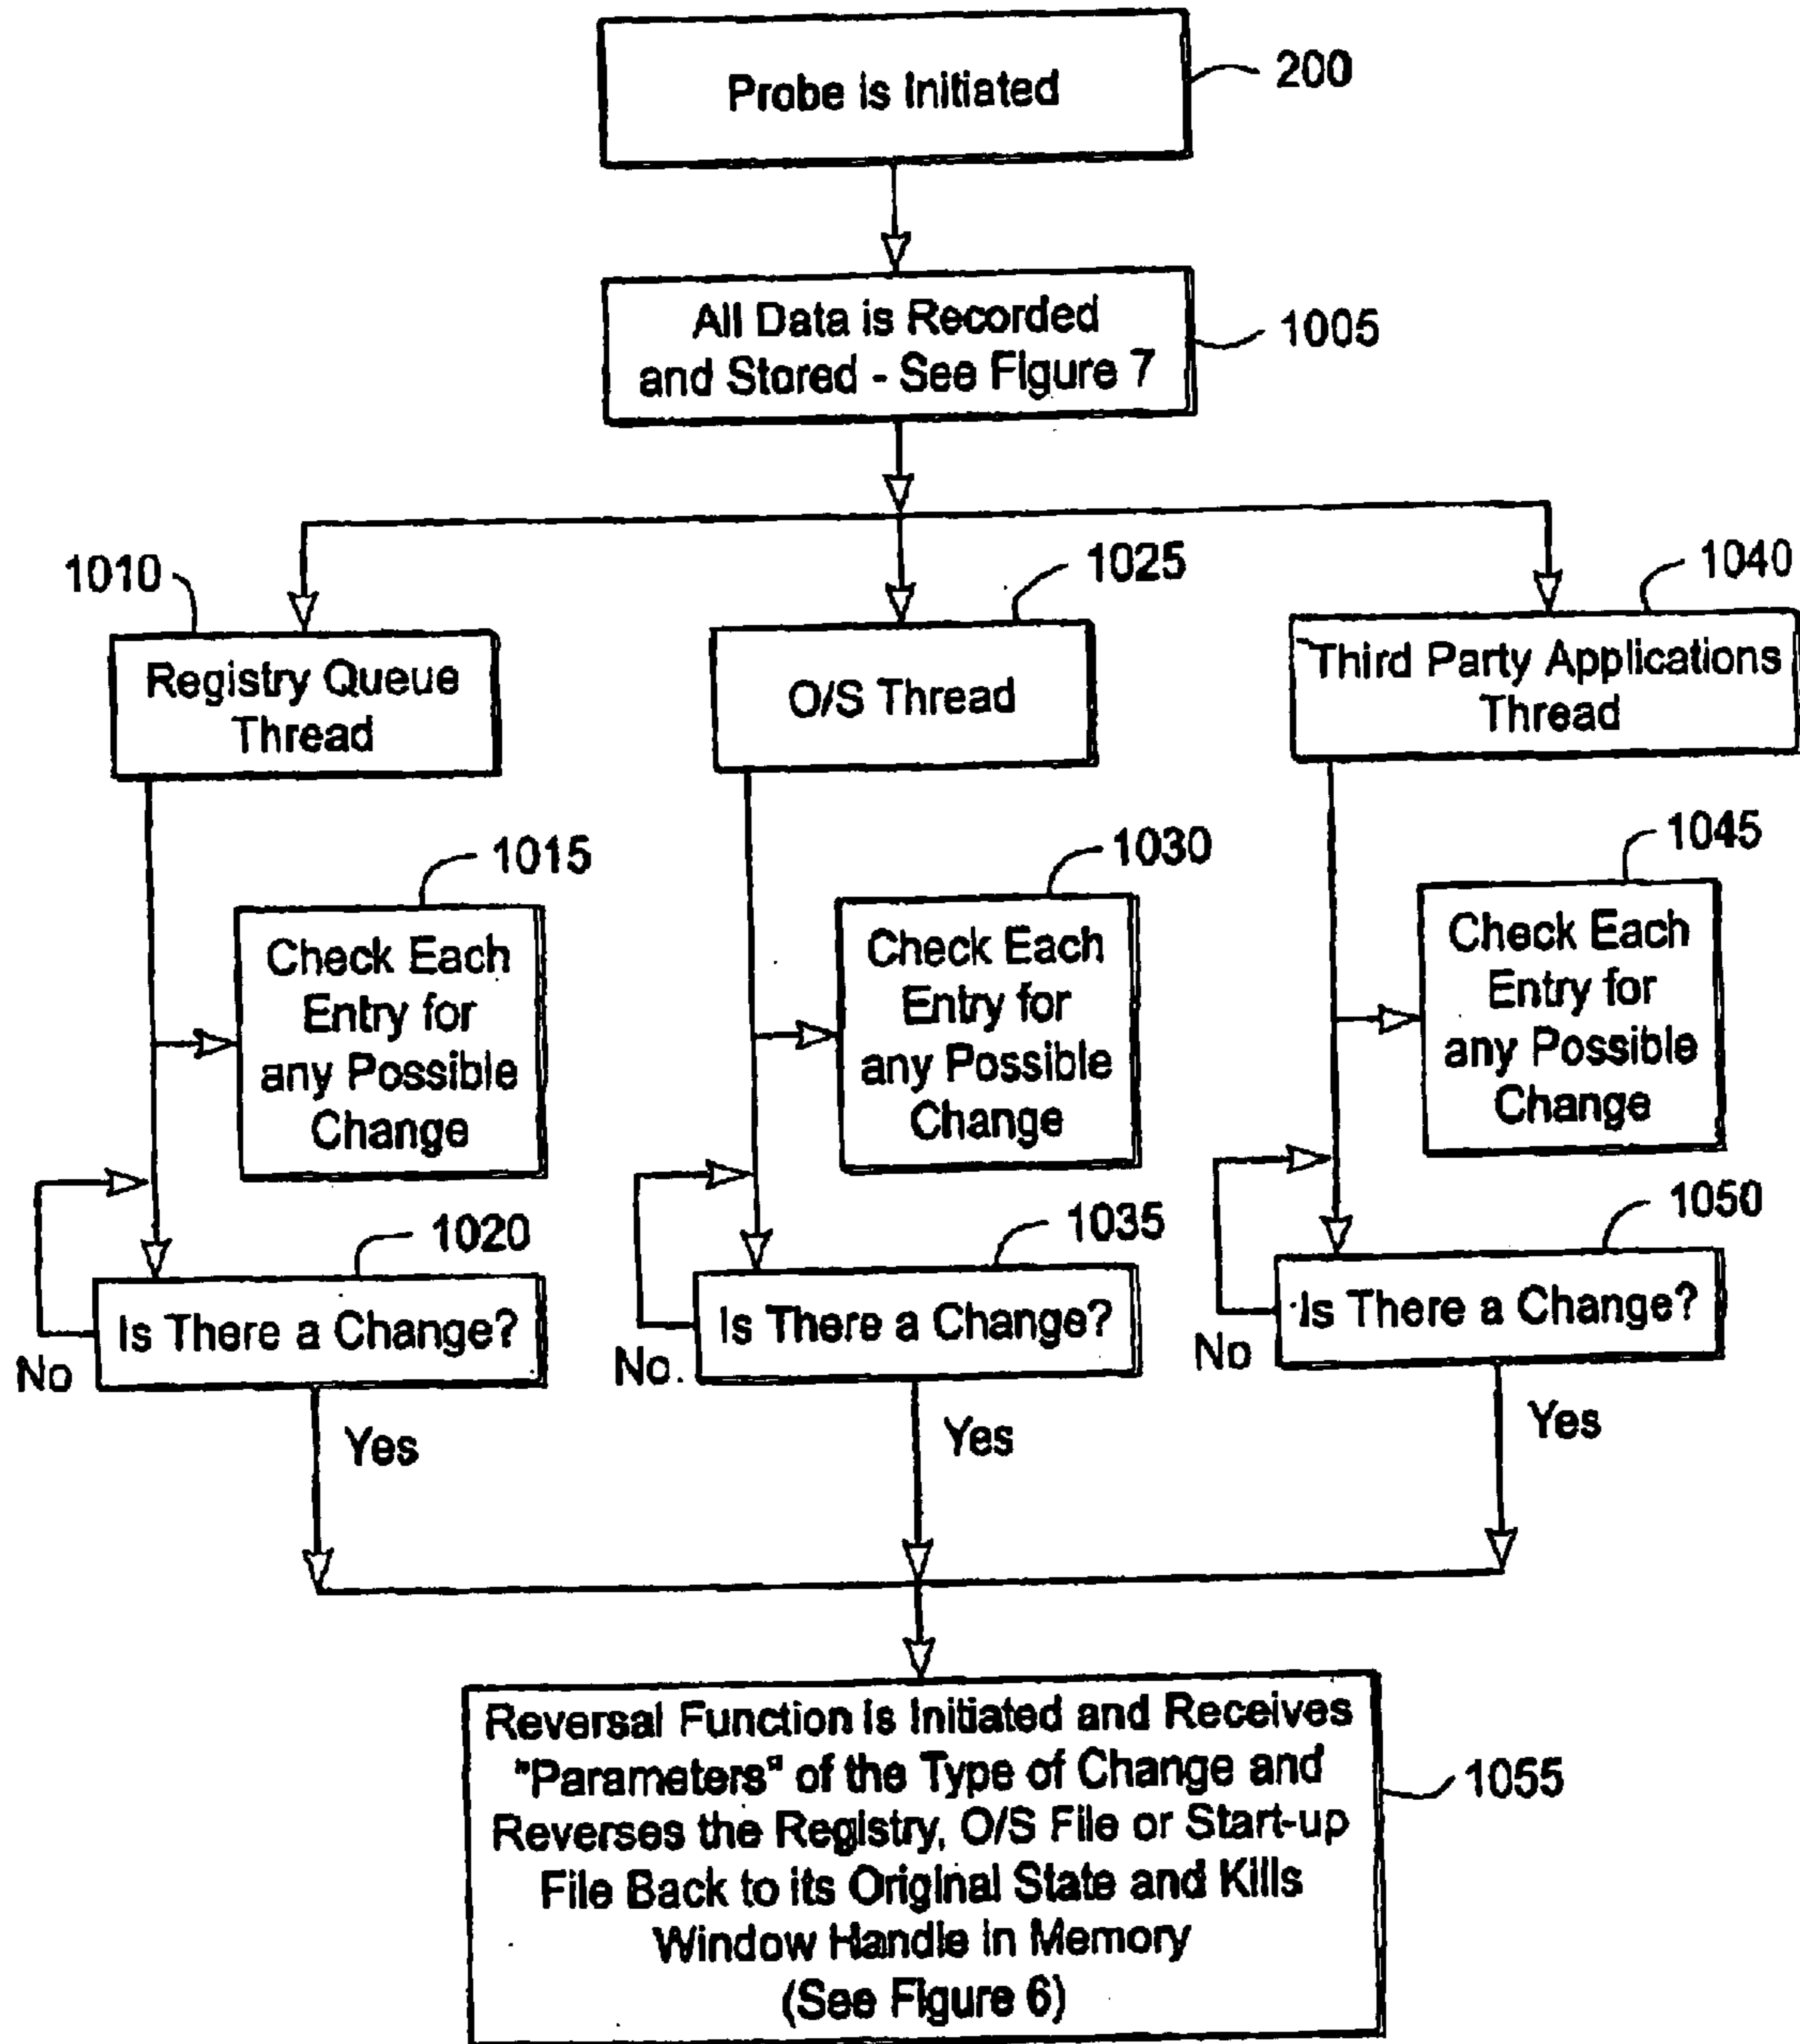 Probe is Initiated
200
All Data is Recorded
and Stored - See Figure 7
1005
1010
1025
1040
Registry Queue
Thread
O/S Thread
Third Party Applications
Thread
1015
1030
1045
Check Each
Entry for
any Possible
Change
Check Each
Entry for
any Possible
Change
Check Each
Entry for
any Possible
Change
1020
1035
1050
Is There a Change?
Is There a Change?
Is There a Change?
No
No
No
Yes
Yes
Yes
Reversal Function is Initiated and Receives
"Parameters" of the Type of Change and
Reverses the Registry, O/S File or Start-up
File Back to its Original State and Kills
Window Handle in Memory
(See Figure 6)
1055